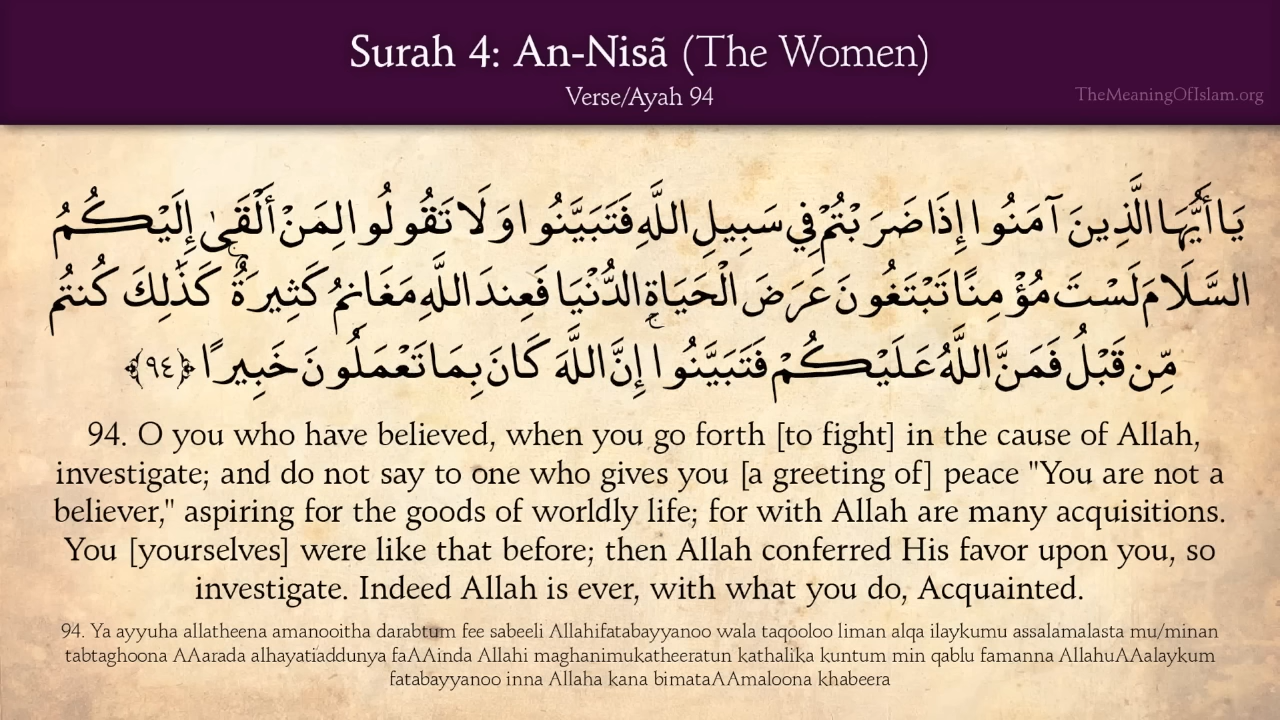 Surah 4: An-Nisã (The Women)
Verse/Ayah 94
TheMeaningOfIslam.org
يَا أَيُّهَا الَّذِينَ آمَنُوا إِذَا ضَرَبْتُمْ فِي سَبِيلِ اللَّهِ فَتَبَيَّنُوا وَلَا تَقُولُوا لِمَنْ أَلْقَىٰ إِلَيْكُمُ
السَّلَامَ لَسْتَ مُؤْمِنًا تَبْتَغُونَ عَرَضَ الْحَيَاةِ الدُّنْيَا فَعِندَ اللَّهِ مَغَانِمُ كَثِيرَةٌ ۚ كَذَٰلِكَ كُنتُم
مِّن قَبْلُ فَمَنَّ اللَّهُ عَلَيْكُمْ فَتَبَيَّنُوا ۚ إِنَّ اللَّهَ كَانَ بِمَا تَعْمَلُونَ خَبِيرًا ﴿٩٤﴾
94. O you who have believed, when you go forth [to fight] in the cause of Allah,
investigate; and do not say to one who gives you [a greeting of] peace "You are not a
believer," aspiring for the goods of worldly life; for with Allah are many acquisitions.
You [yourselves] were like that before; then Allah conferred His favor upon you, so
investigate. Indeed Allah is ever, with what you do, Acquainted.
94. Ya ayyuha allatheena amanooitha darabtum fee sabeeli Allahifatabayyanoo wala taqooloo liman alqa ilaykumu assalamalasta mu/minan
tabtaghoona AAarada alhayatiaddunya faAAinda Allahi maghanimukatheeratun kathalika kuntum min qablu famanna AllahuAAalaykum
fatabayyanoo inna Allaha kana bimataAAmaloona khabeera